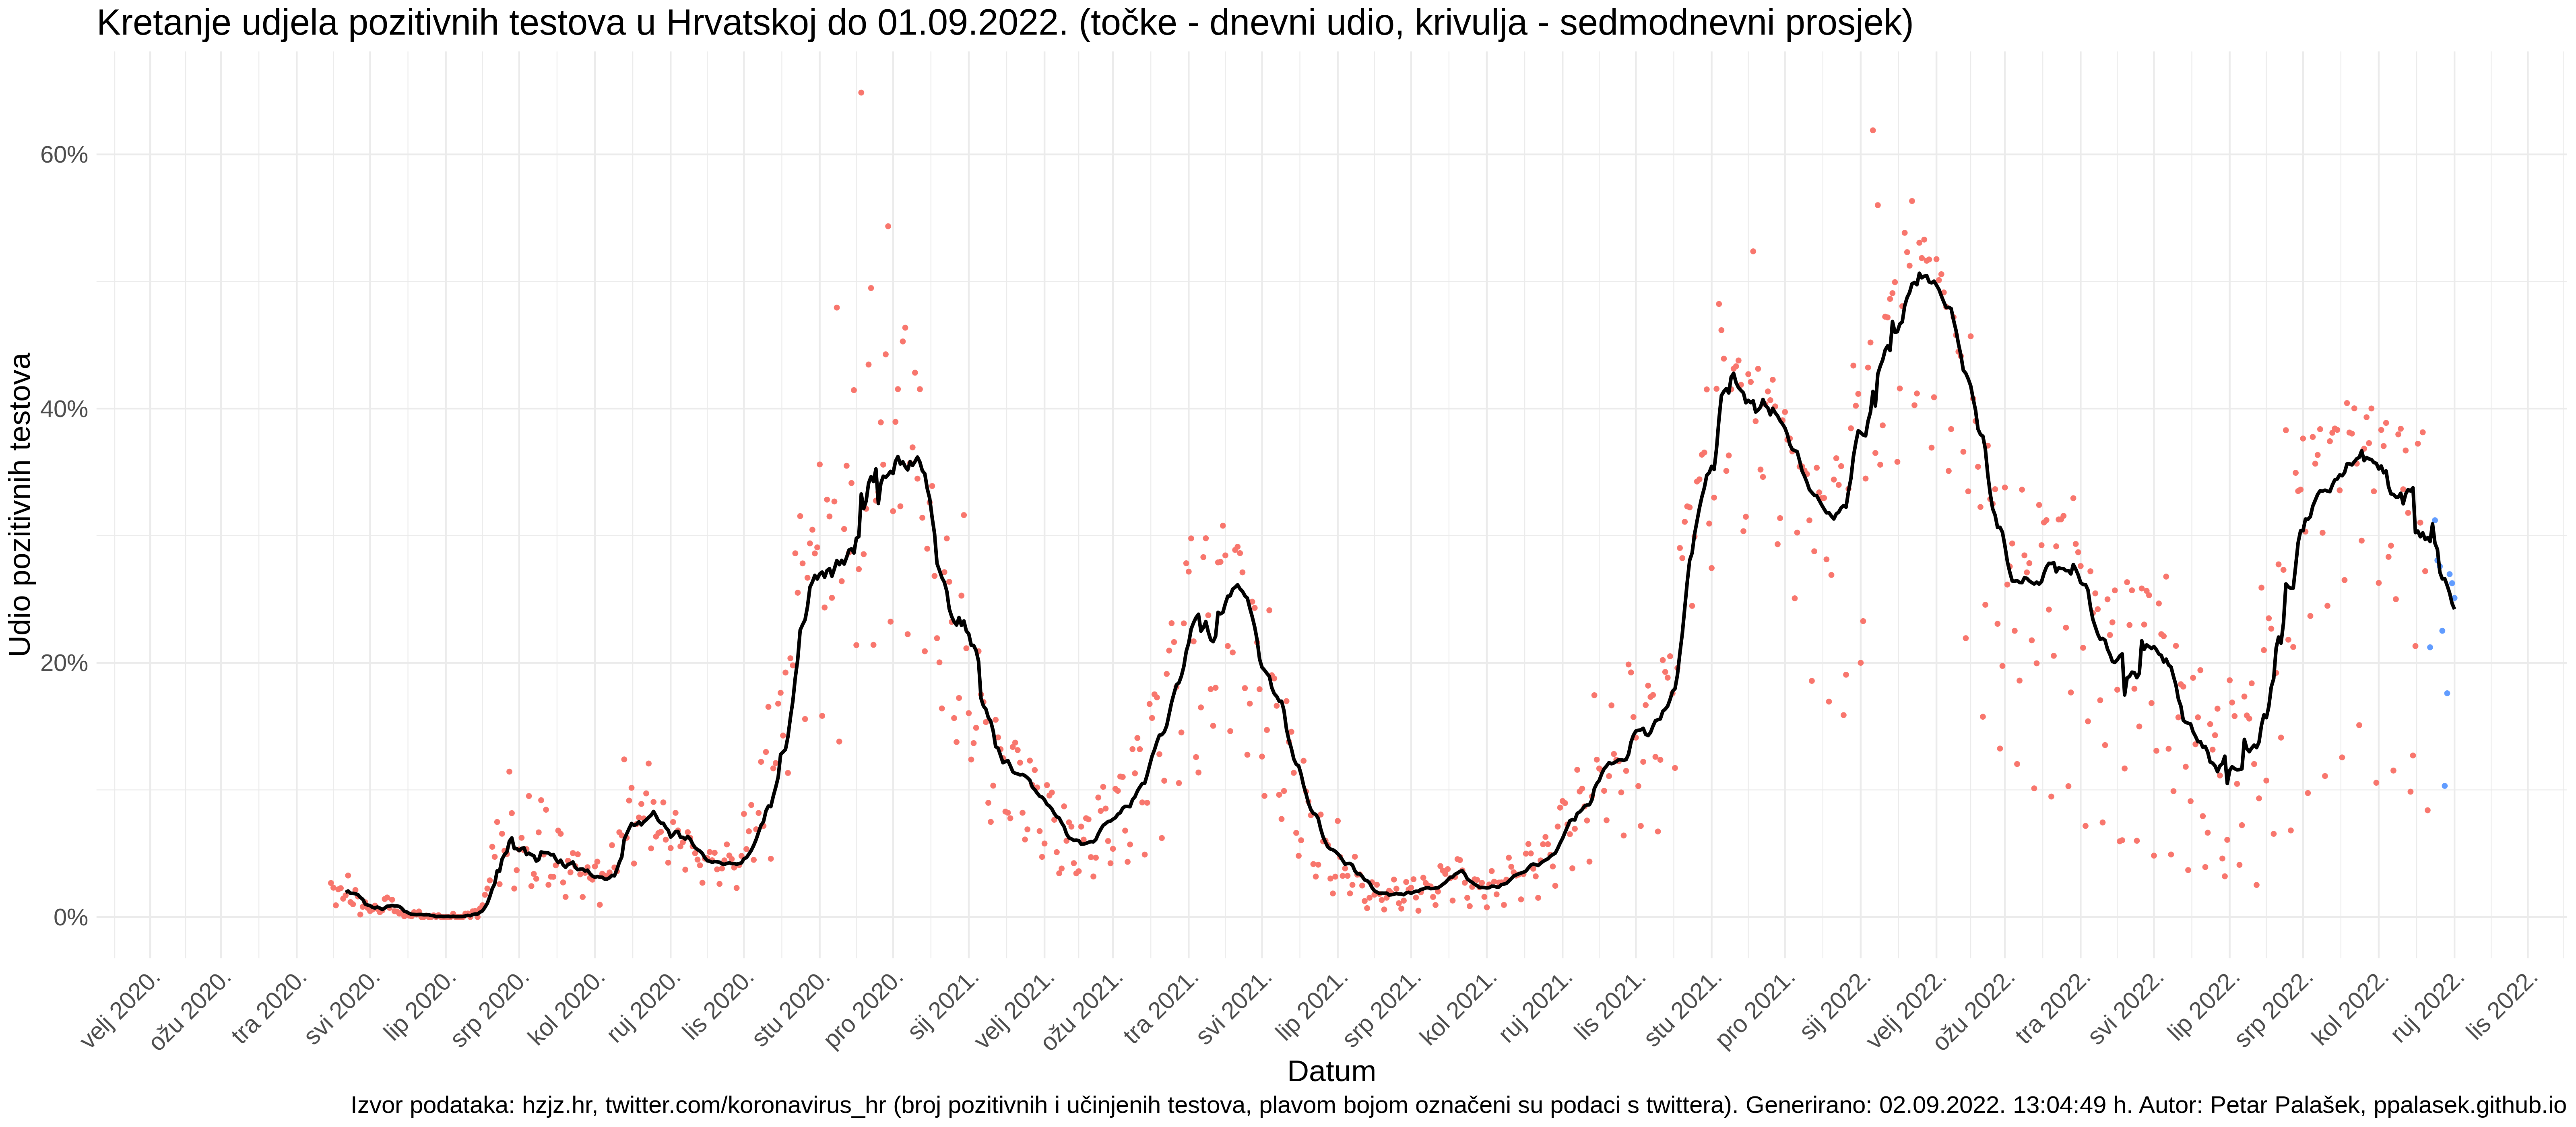 Kretanje udjela pozitivnih testova u Hrvatskoj do 01.09.2022. (točke - dnevni udio, krivulja - sedmodnevni prosjek)
Udio pozitivnih testova
60%
40%
20%
0%
velj 2020.
ožu 2020.
tra 2020.
svi 2020.
lip 2020.
srp 2020.
kol 2020.
ruj 2020.
lis 2020.
stu 2020.
pro 2020.
sij 2021.
velj 2021.
ožu 2021.
tra 2021.
svi 2021.
lip 2021.
srp 2021.
kol 2021.
ruj 2021.
lis 2021.
stu 2021.
pro 2021.
sij 2022.
velj 2022.
ožu 2022.
tra 2022.
svi 2022.
lip 2022.
srp 2022.
kol 2022.
ruj 2022.
lis 2022.
Datum
Izvor podataka: hzjz.hr, twitter.com/koronavirus_hr (broj pozitivnih i učinjenih testova, plavom bojom označeni su podaci s twittera). Generirano: 02.09.2022. 13:04:49 h. Autor: Petar Palašek, ppalasek.github.io